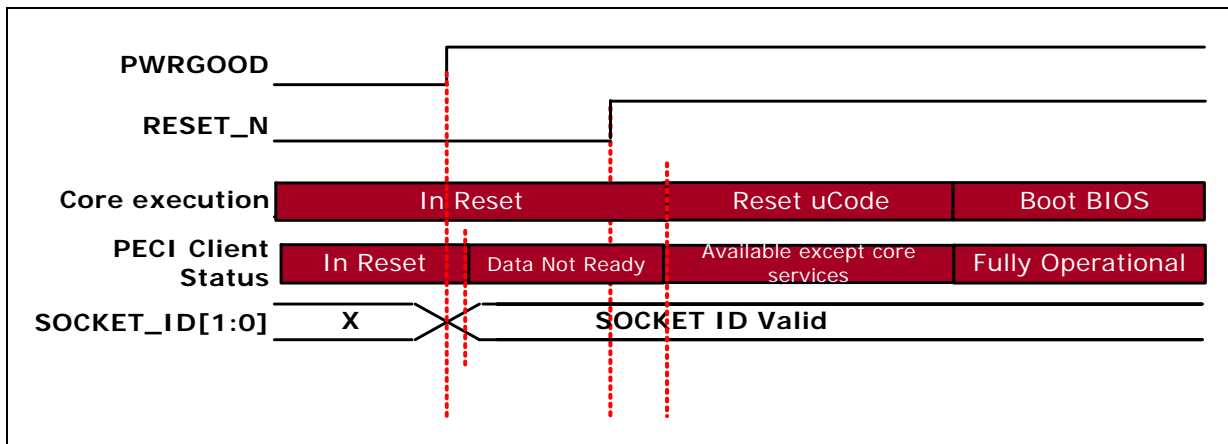 PWRGOOD
RESET_N
Core execution
In Reset
Reset uCode
Boot BIOS
PECI Client
Status
In Reset
Data Not Ready
Available except core
services
Fully Operational
SOCKET_ID[1:0]
X
SOCKET ID Valid